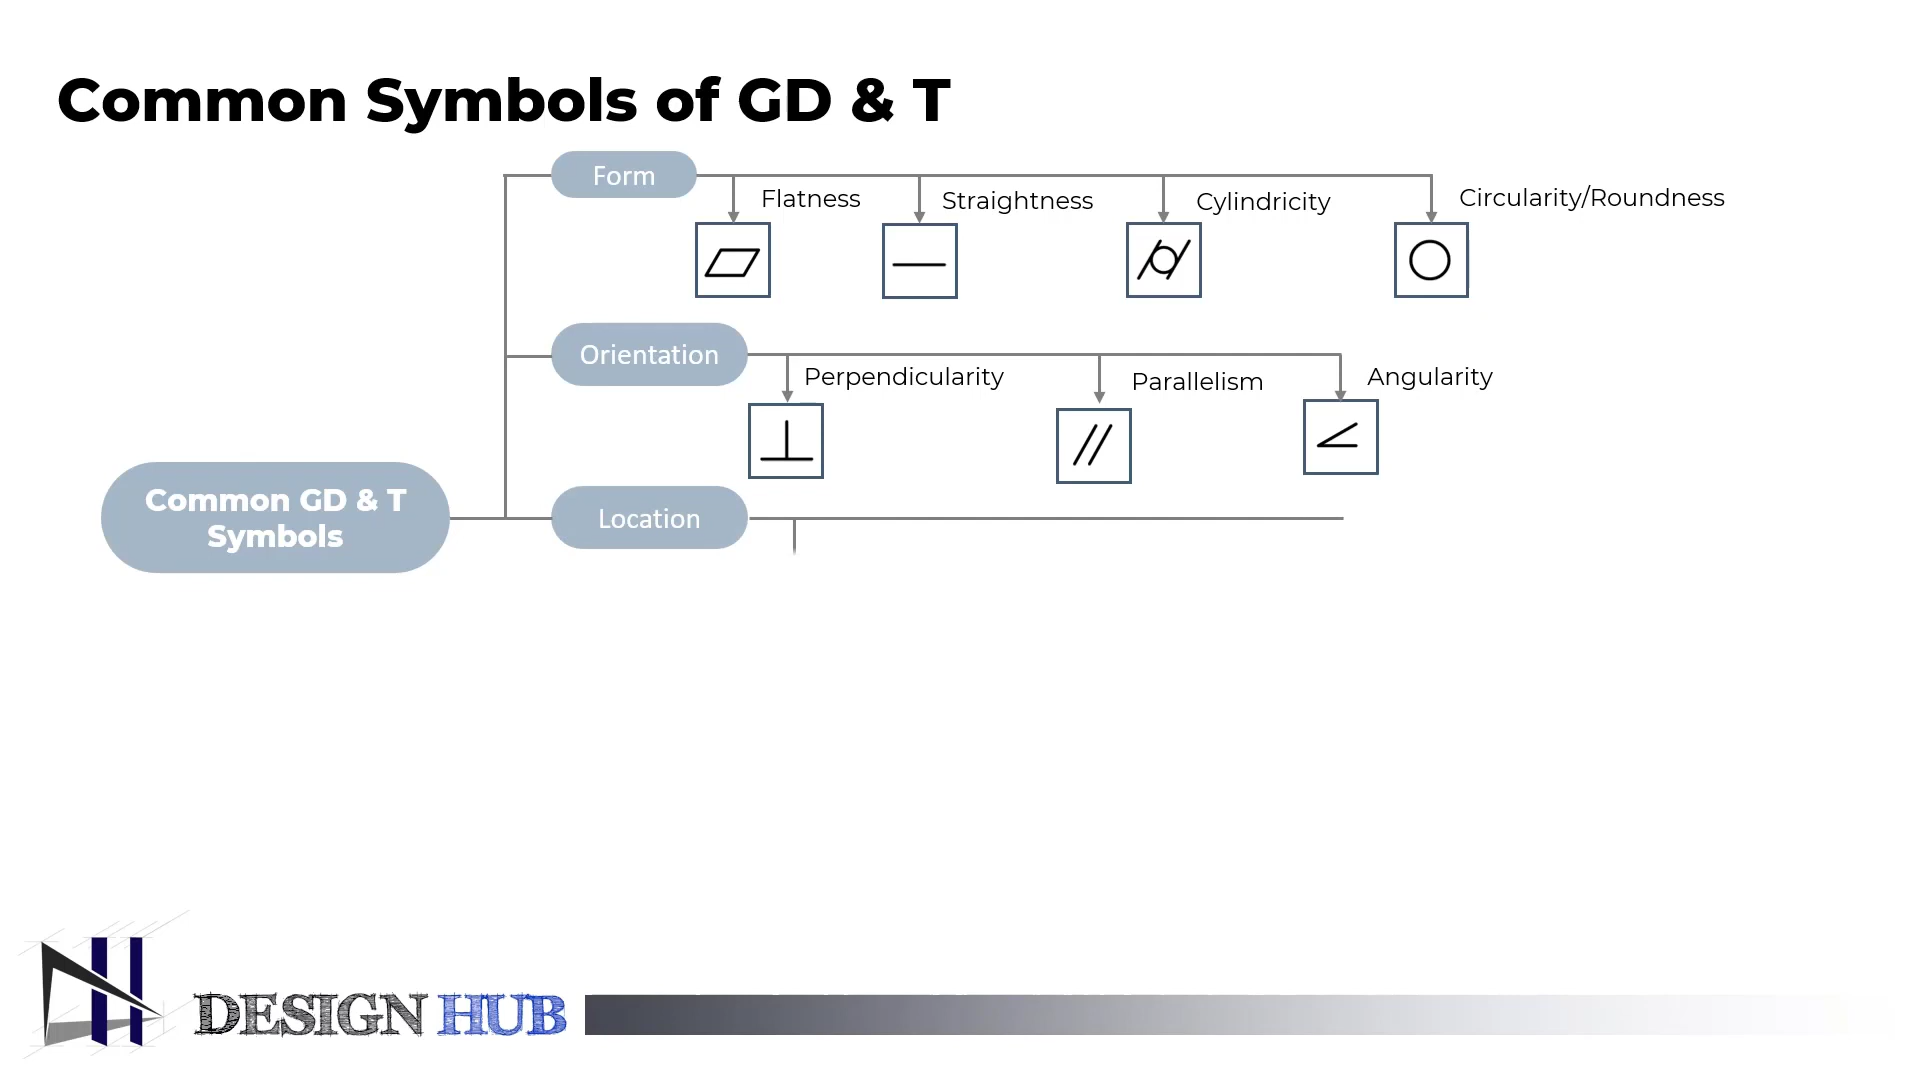 Common Symbols of GD & T
Form
Flatness
Straightness
Cylindricity
Circularity/Roundness
Orientation
Perpendicularity
Parallelism
Angularity
Common GD & T
Symbols
Location
DESIGN HUB